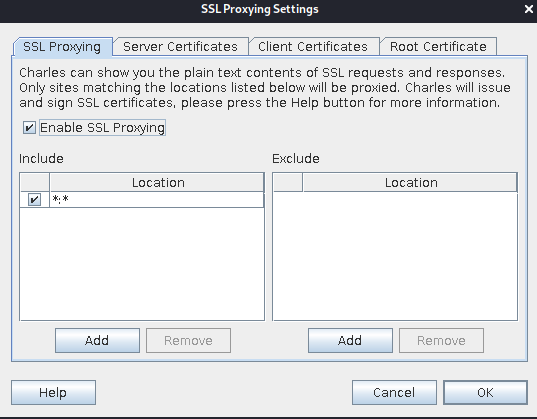 SSL Proxying Settings
SSL Proxying Server Certificates Client Certificates Root Certificate
Charles can show you the plain text contents of SSL requests and responses.
Only sites matching the locations listed below will be proxied. Charles will issue
and sign SSL certificates, please press the Help button for more information.
Enable SSL Proxying
Include Exclude
Location Location
*:*
Add Remove Add Remove
Help Cancel OK